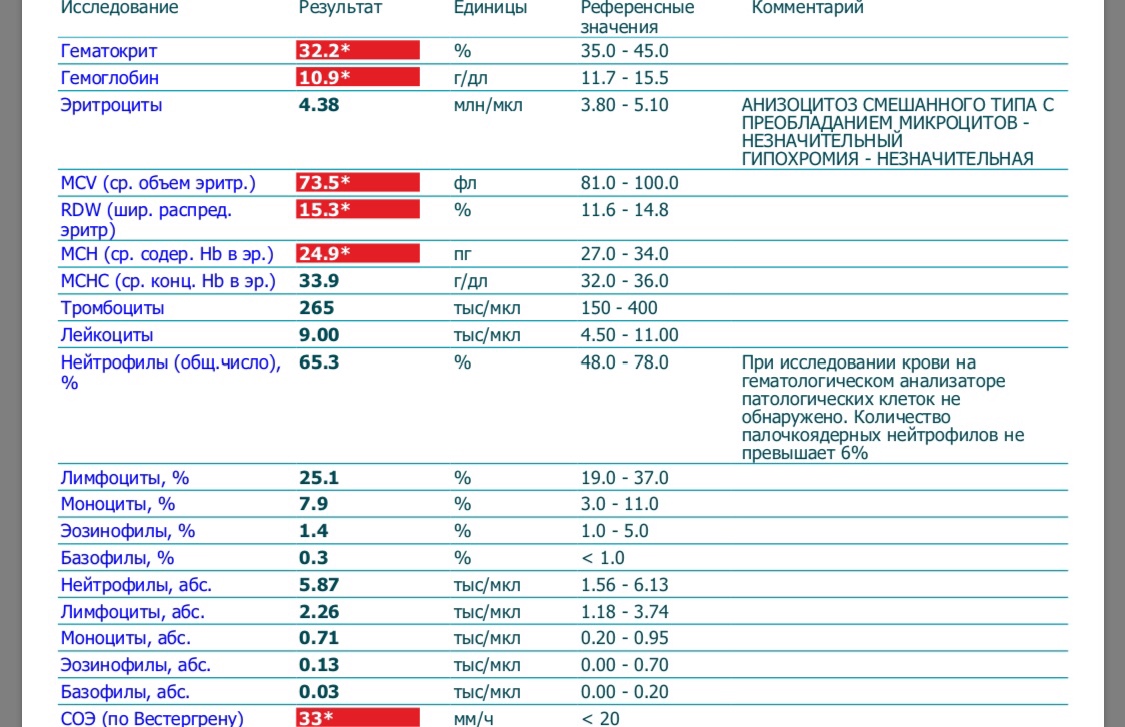 Исследование Результат Единицы Референсные Комментарий
значения
Гематокрит 32.2* % 35.0 - 45.0
Гемоглобин 10.9* г/дл 11.7 - 15.5
Эритроциты 4.38 млн/мкл 3.80 - 5.10 АНИЗОЦИТОЗ СМЕШАННОГО ТИПА С
ПРЕОБЛАДАНИЕМ МИКРОЦИТОВ -
НЕЗНАЧИТЕЛЬНЫЙ
ГИПОХРОМИЯ - НЕЗНАЧИТЕЛЬНАЯ
MCV (ср. объем эритр.) 73.5* фл 81.0 - 100.0
RDW (шир. распред. 15.3* % 11.6 - 14.8
эритр)
MCH (ср. содер. Hb в эр.) 24.9* пг 27.0 - 34.0
MCHC (ср. конц. Hb в эр.) 33.9 г/дл 32.0 - 36.0
Тромбоциты 265 тыс/мкл 150 - 400
Лейкоциты 9.00 тыс/мкл 4.50 - 11.00
Нейтрофилы (общ.число), 65.3 % 48.0 - 78.0 При исследовании крови на
% гематологическом анализаторе
патологических клеток не
обнаружено. Количество
палочкоядерных нейтрофилов не
превышает 6%
Лимфоциты, % 25.1 % 19.0 - 37.0
Моноциты, % 7.9 % 3.0 - 11.0
Эозинофилы, % 1.4 % 1.0 - 5.0
Базофилы, % 0.3 % < 1.0
Нейтрофилы, абс. 5.87 тыс/мкл 1.56 - 6.13
Лимфоциты, абс. 2.26 тыс/мкл 1.18 - 3.74
Моноциты, абс. 0.71 тыс/мкл 0.20 - 0.95
Эозинофилы, абс. 0.13 тыс/мкл 0.00 - 0.70
Базофилы, абс. 0.03 тыс/мкл 0.00 - 0.20
СОЭ (по Вестергрену) 33* мм/ч < 20